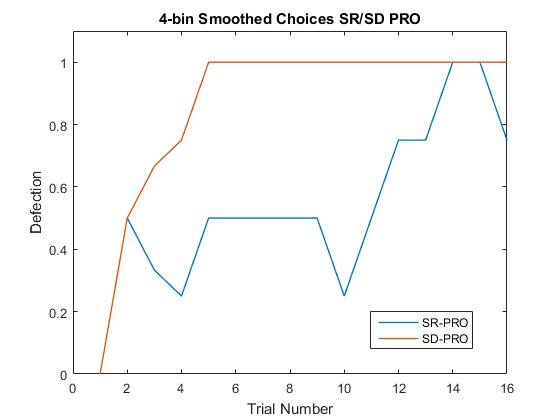 4-bin Smoothed Choices SR/SD PRO
1
0.8
0.6
0.4
0.2
0
Defection
0 2 4 6 8 10 12 14 16
Trial Number
SR-PRO
SD-PRO